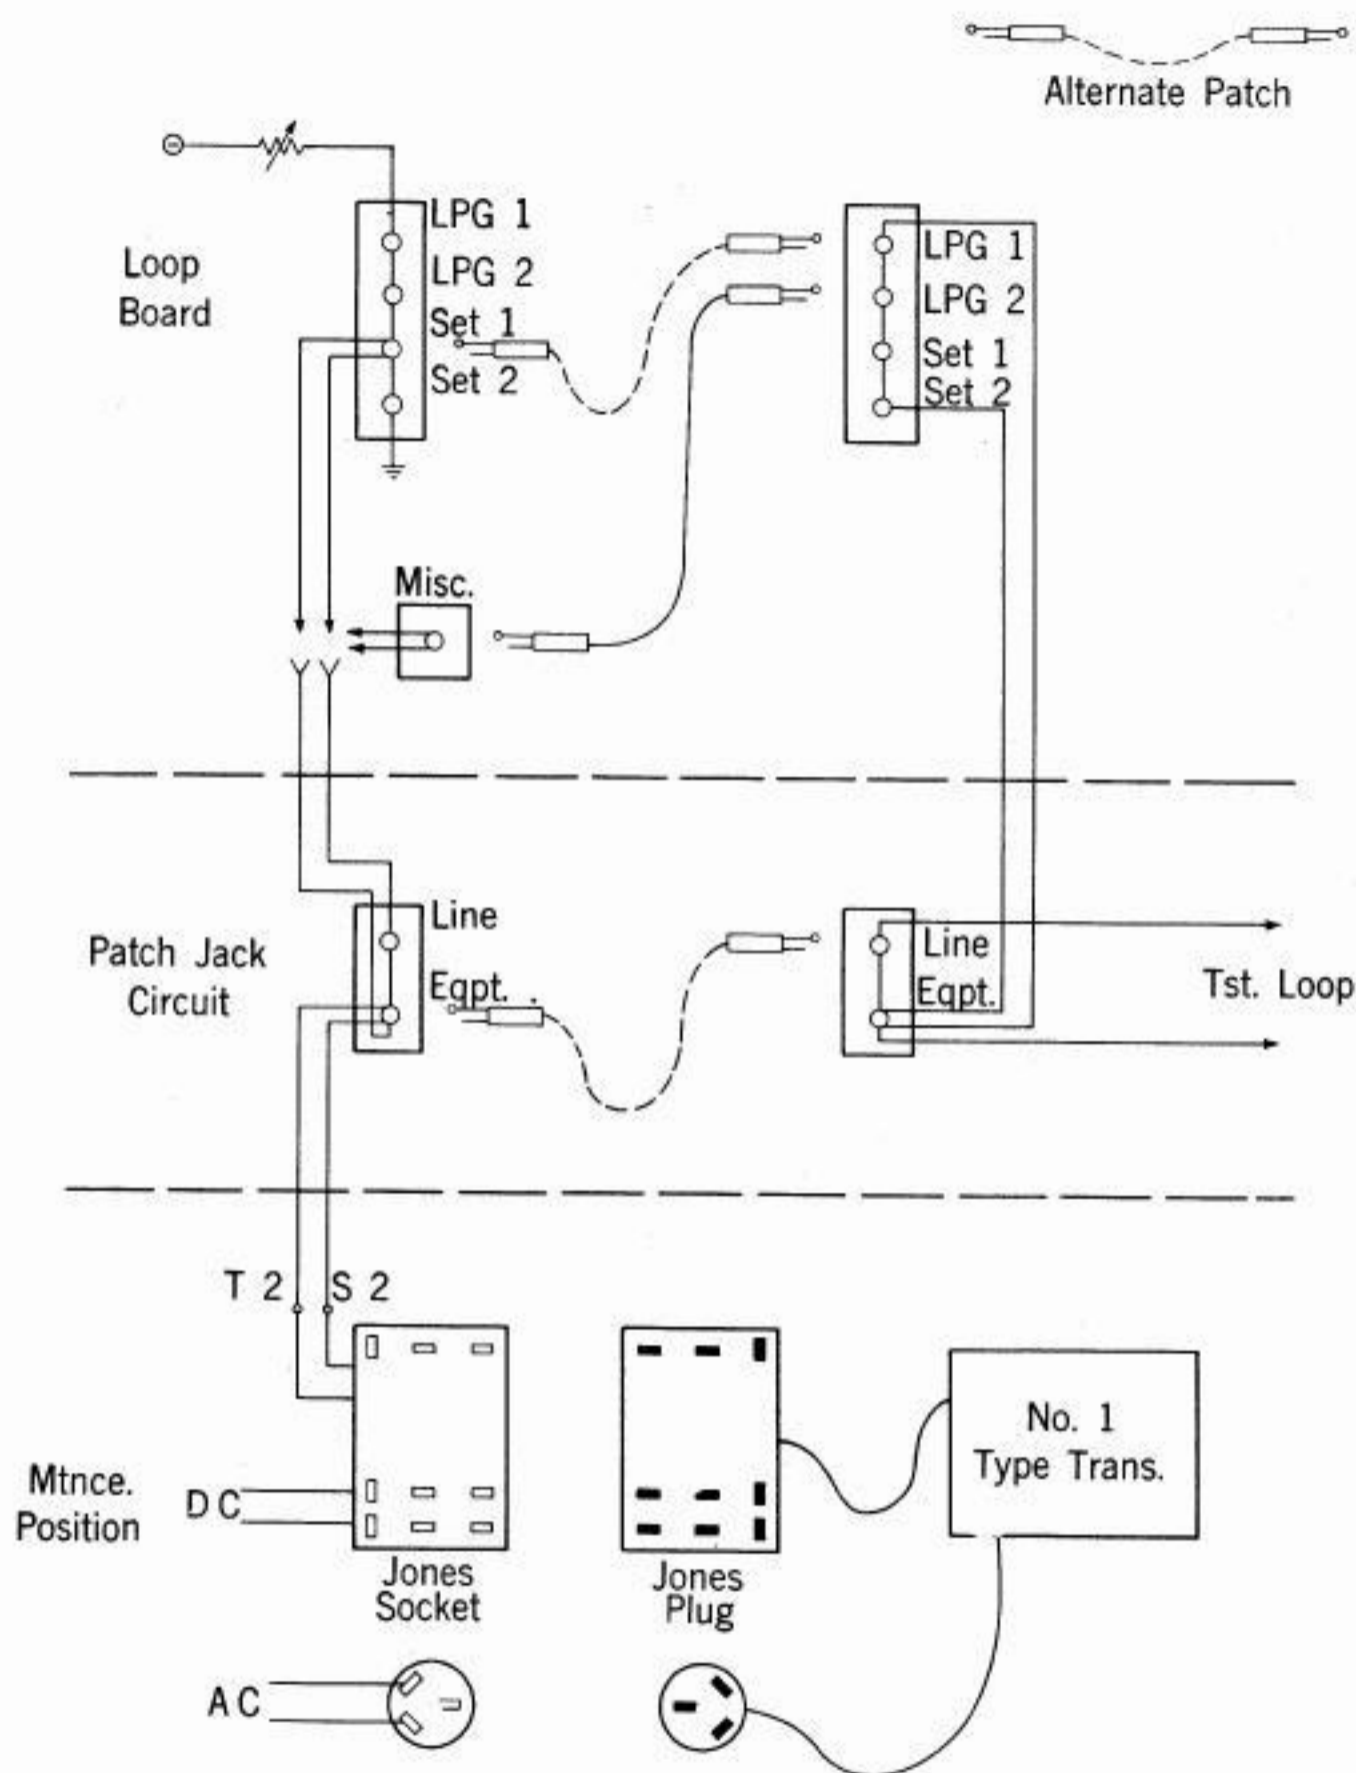 Alternate Patch
Loop
Board
LPG 1
LPG 2
Set 1
Set 2
LPG 1
LPG 2
Set 1
Set 2
Misc.
Patch Jack
Circuit
Line
Eqpt.
Line
Eqpt.
Tst. Loop
T 2
S 2
Mtnce.
Position
DC
Jones
Socket
Jones
Plug
No. 1
Type Trans.
AC